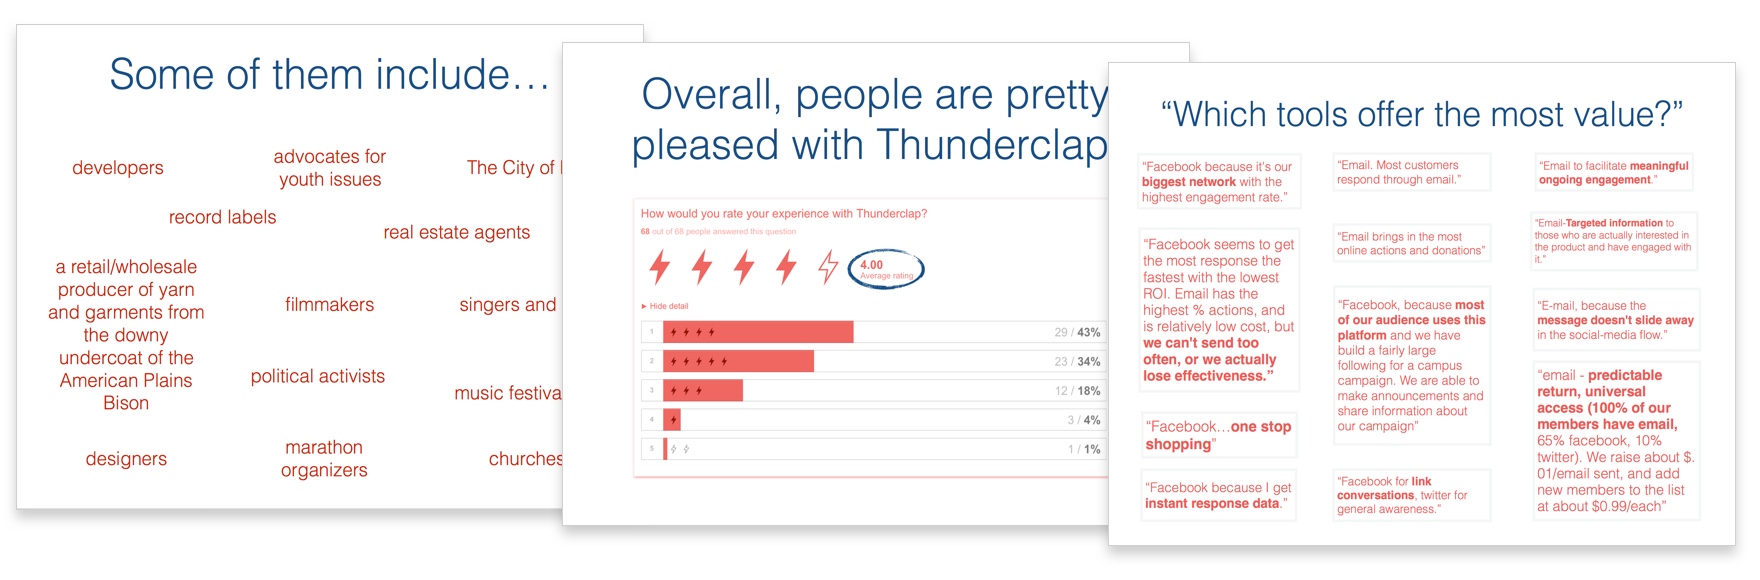 Some of them include…
developers
advocates for
youth issues
The City of
record labels
real estate agents
a retail/wholesale
producer of yarn
and garments from
the downy
undercoat of the
American Plains
Bison
filmmakers
singers and
political activists
music festiva
designers
marathon
organizers
churches
Overall, people are pretty
pleased with Thunderclap
How would you rate your experience with Thunderclap?
68 out of 68 people answered this question
4.00
Average rating
► Hide detail
1 29 / 43%
2 23 / 34%
3 12 / 18%
4 3 / 4%
5 1 / 1%
“Which tools offer the most value?”
“Facebook because it's our
biggest network with the
highest engagement rate.”
“Facebook seems to get
the most response the
fastest with the lowest
ROI. Email has the
highest % actions, and
is relatively low cost, but
we can't send too
often, or we actually
lose effectiveness.”
“Facebook…one stop
shopping”
“Facebook because I get
instant response data.”
“Email. Most customers
respond through email.”
“Email brings in the most
online actions and donations”
“Facebook, because most
of our audience uses this
platform and we have
build a fairly large
following for a campus
campaign. We are able to
make announcements and
share information about
our campaign”
“Facebook for link
conversations, twitter for
general awareness.”
“Email to facilitate meaningful
ongoing engagement.”
“Email-Targeted information to
those who are actually interested in
the product and have engaged with
it.”
“E-mail, because the
message doesn't slide away
in the social-media flow.”
“email - predictable
return, universal
access (100% of our
members have email,
65% facebook, 10%
twitter). We raise about $.
01/email sent, and add
new members to the list
at about $0.99/each”